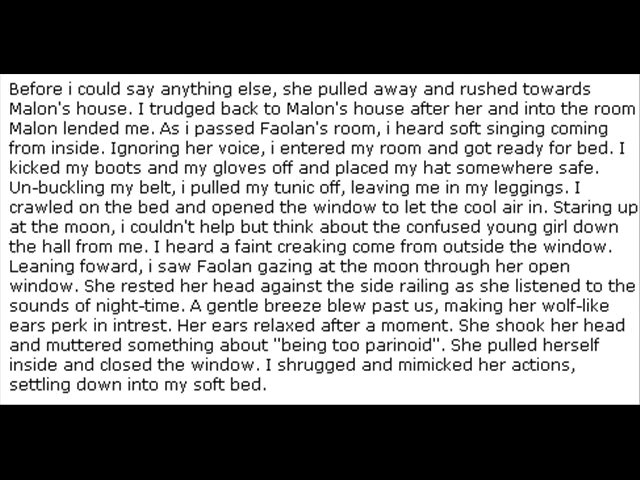 Before i could say anything else, she pulled away and rushed towards
Malon's house. I trudged back to Malon's house after her and into the room
Malon lended me. As i passed Faolan's room, i heard soft singing coming
from inside. Ignoring her voice, i entered my room and got ready for bed. I
kicked my boots and my gloves off and placed my hat somewhere safe.
Un-buckling my belt, i pulled my tunic off, leaving me in my leggings. I
crawled on the bed and opened the window to let the cool air in. Staring up
at the moon, i couldn't help but think about the confused young girl down
the hall from me. I heard a faint creaking come from outside the window.
Leaning foward, i saw Faolan gazing at the moon through her open
window. She rested her head against the side railing as she listened to the
sounds of night-time. A gentle breeze blew past us, making her wolf-like
ears perk in intrest. Her ears relaxed after a moment. She shook her head
and muttered something about "being too parinoid". She pulled herself
inside and closed the window. I shrugged and mimicked her actions,
settling down into my soft bed.